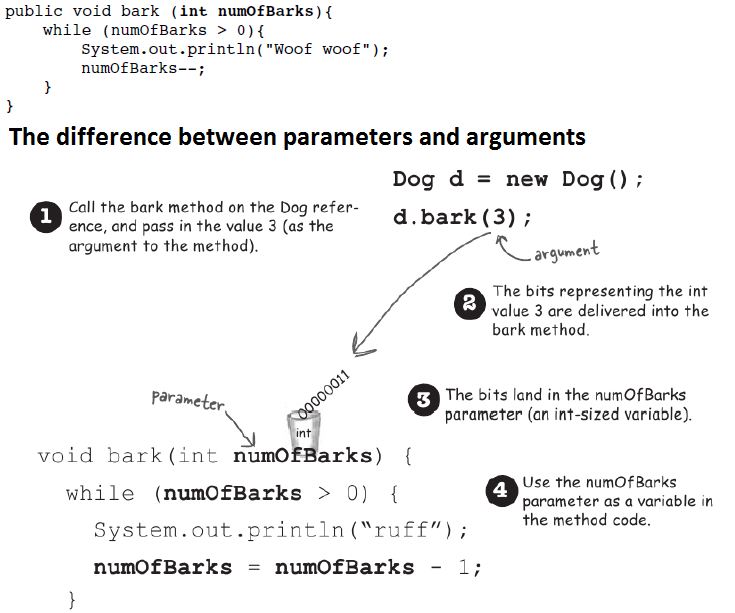 public void bark (int numOfBarks){
while (numOfBarks > 0){
System.out.println("Woof woof");
numOfBarks--;
}
}
The difference between parameters and arguments
Dog d = new Dog();
d.bark(3);
argument
1 Call the bark method on the Dog refer-
ence, and pass in the value 3 (as the
argument to the method).
2 The bits representing the int
value 3 are delivered into the
bark method.
00000011
int
parameter
3 The bits land in the numOfBarks
parameter (an int-sized variable).
void bark(int numOfBarks) {
while (numOfBarks > 0) {
System.out.println(“ruff”);
numOfBarks = numOfBarks - 1;
}
4 Use the numOfBarks
parameter as a variable in
the method code.